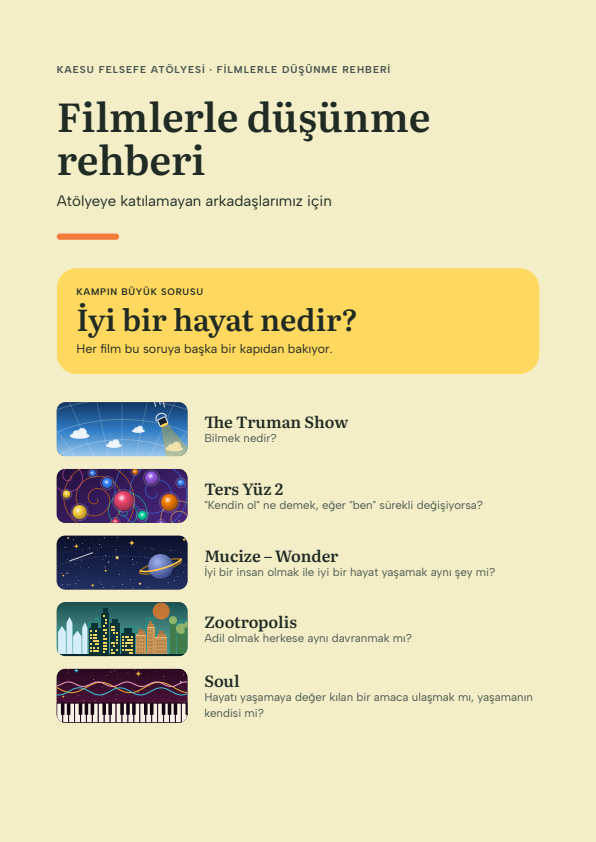 KAESU FELSEFE ATÖLYESİ · FİLMLERLE DÜŞÜNME REHBERİ
Filmlerle düşünme
rehberi
Atölyeye katılamayan arkadaşlarımız için
KAMPIN BÜYÜK SORUSU
İyi bir hayat nedir?
Her film bu soruya başka bir kapıdan bakıyor.
The Truman Show
Bilmek nedir?
Ters Yüz 2
"Kendin ol" ne demek, eğer "ben" sürekli değişiyorsa?
Mucize – Wonder
İyi bir insan olmak ile iyi bir hayat yaşamak aynı şey mi?
Zootropolis
Adil olmak herkese aynı davranmak mı?
Soul
Hayatı yaşamaya değer kılan bir amaca ulaşmak mı, yaşamanın
kendisi mi?